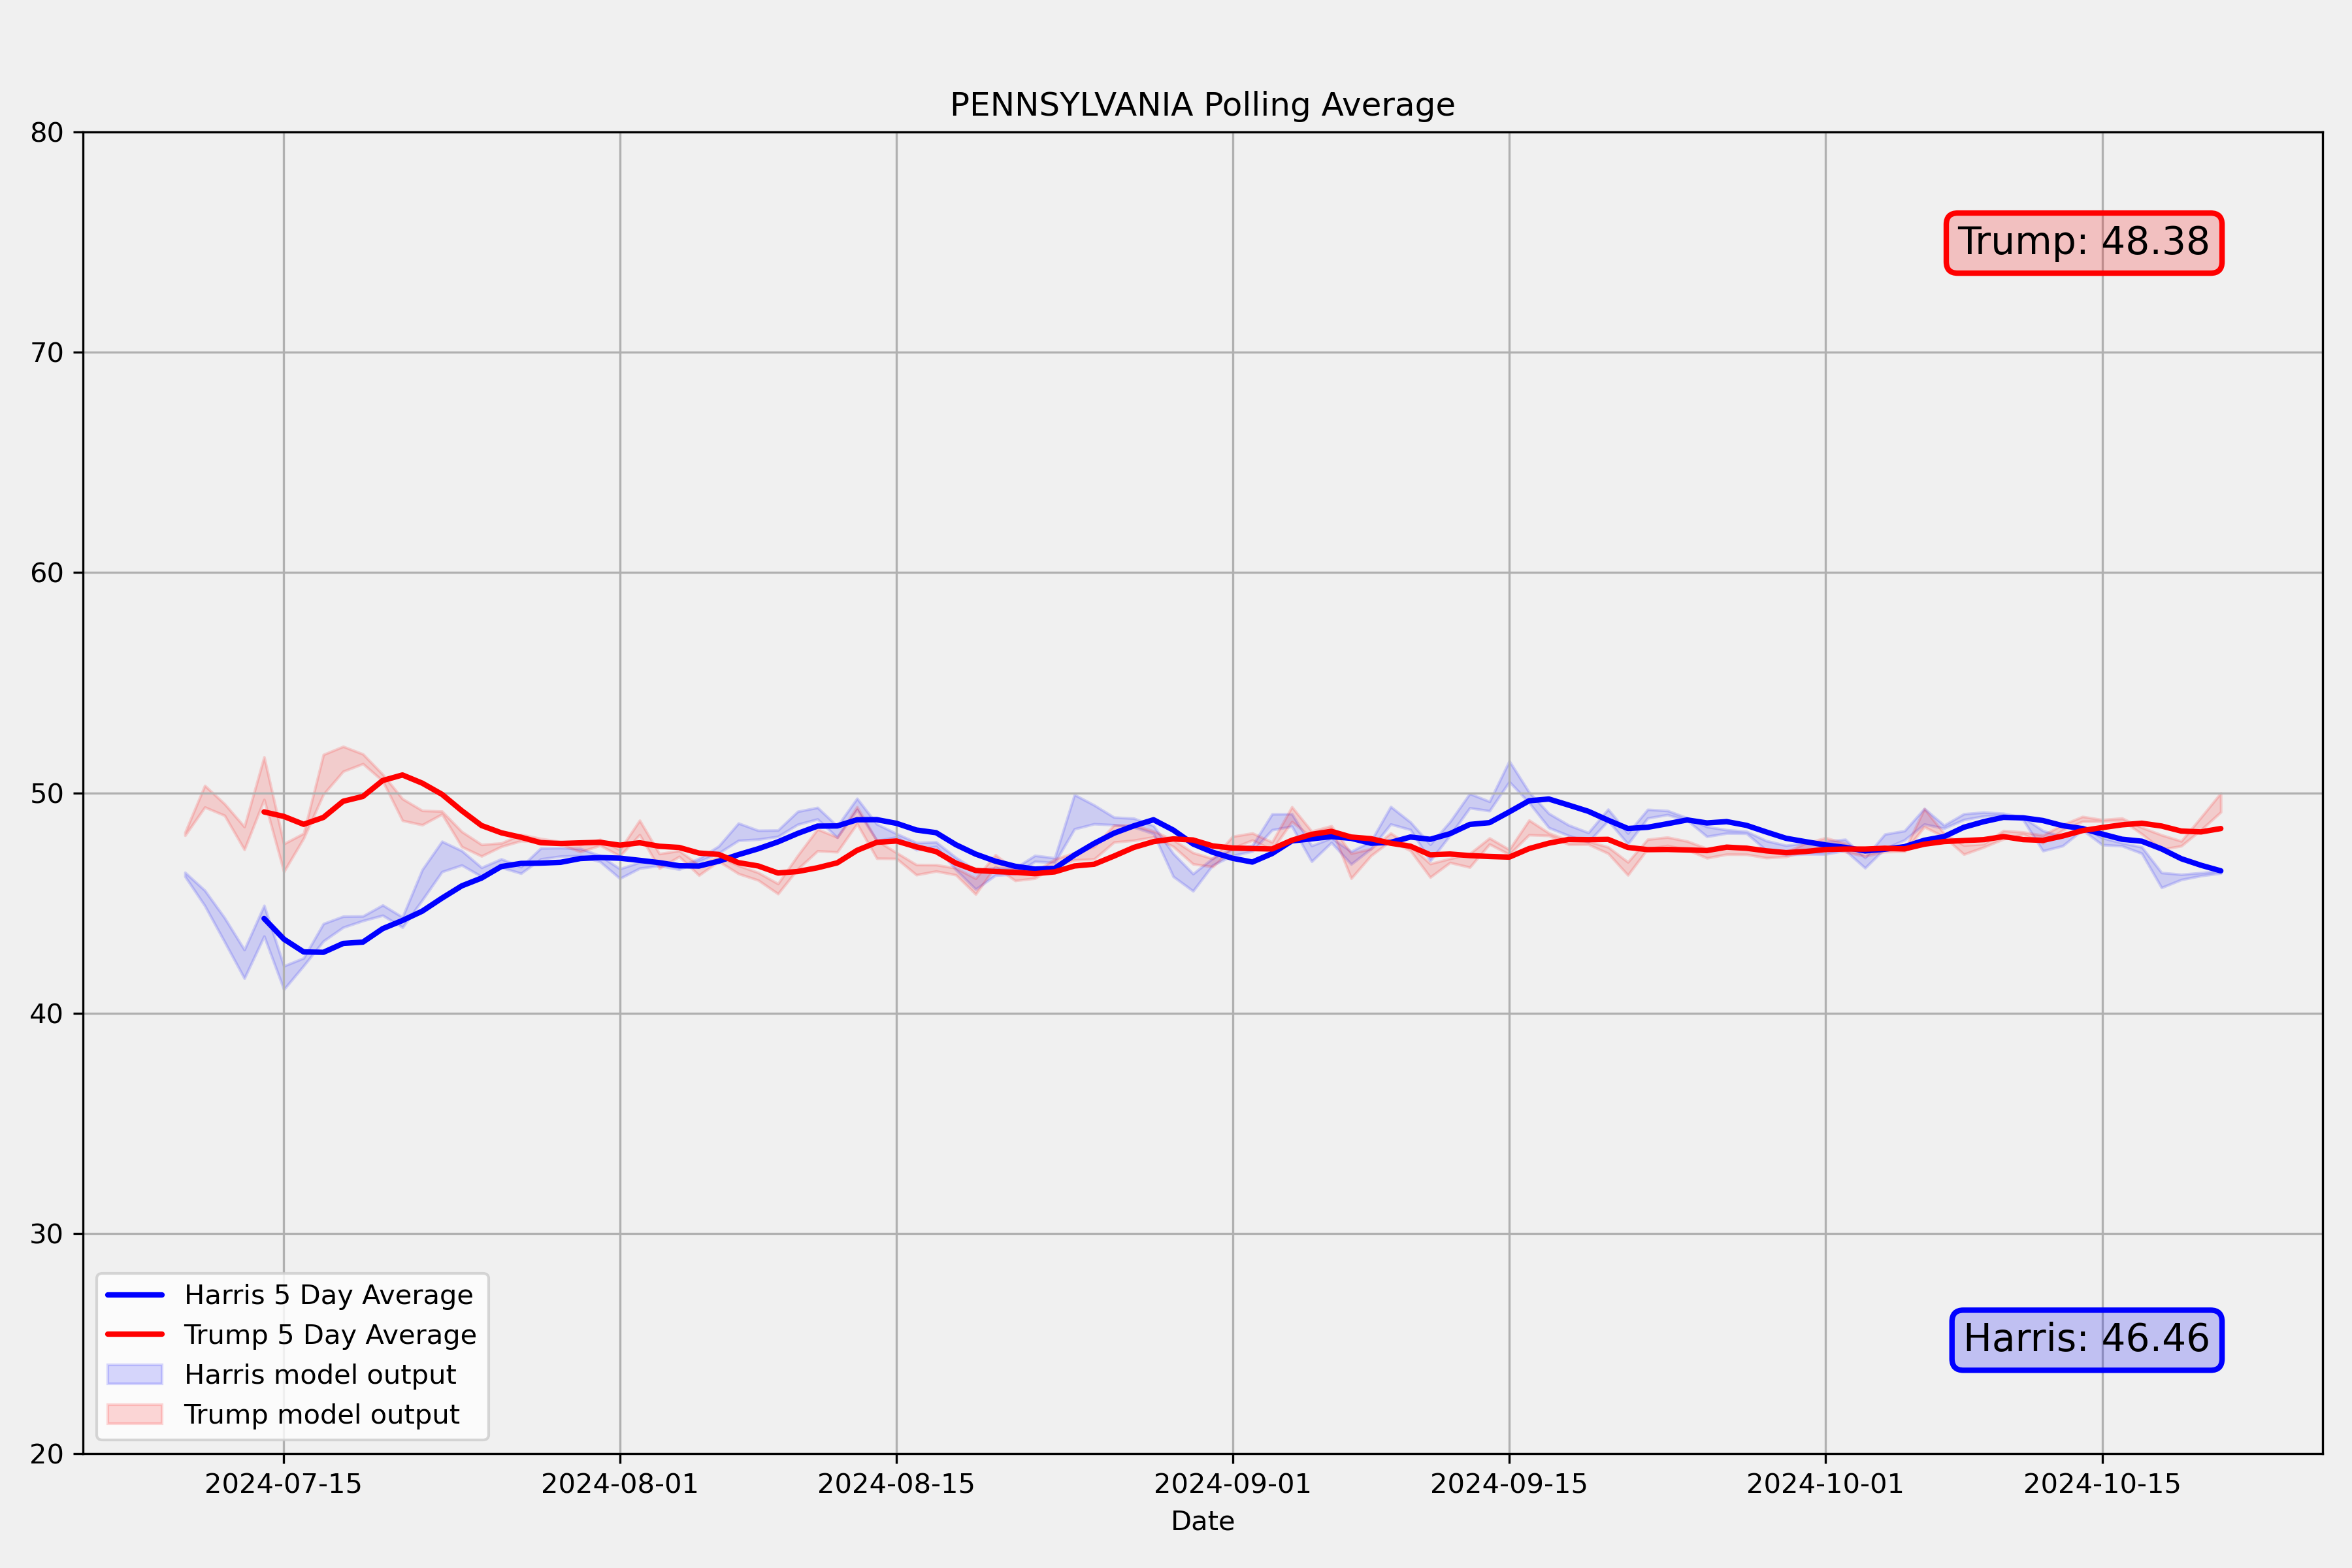 PENNSYLVANIA Polling Average
80
70
60
50
40
30
20
Trump: 48.38
Harris: 46.46
Harris 5 Day Average
Trump 5 Day Average
Harris model output
Trump model output
2024-07-15 2024-08-01 2024-08-15 2024-09-01 2024-09-15 2024-10-01 2024-10-15
Date